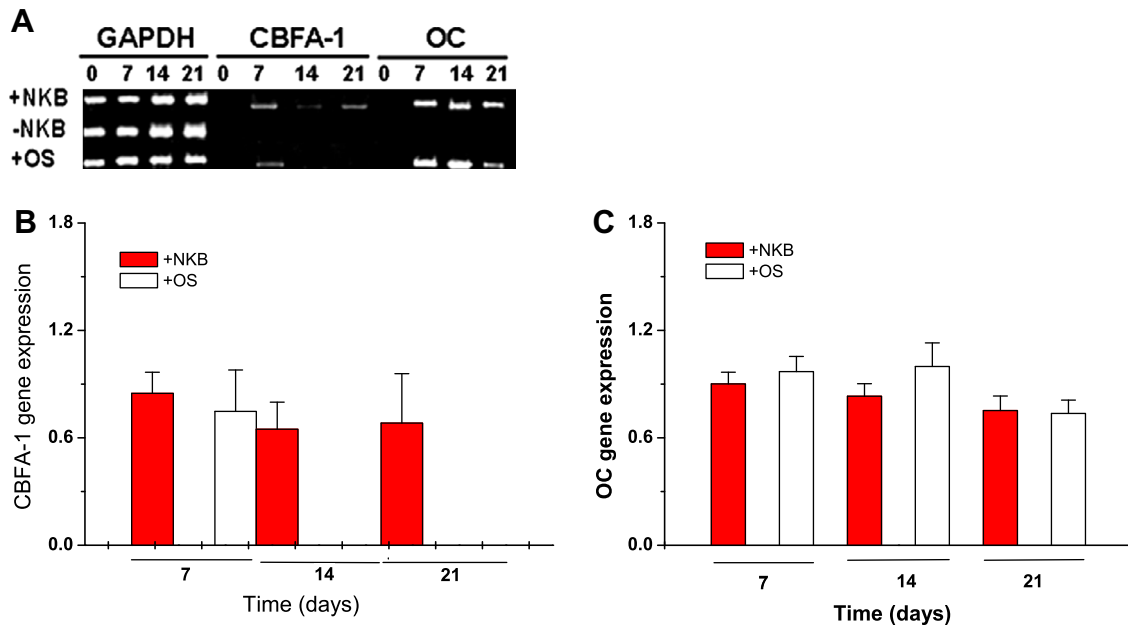 A
GAPDH CBFA-1 OC
0 7 14 21 0 7 14 21 0 7 14 21
+NKB
-NKB
+OS
B
1.8
1.2
0.6
0.0
CBFA-1 gene expression
+NKB
+OS
7 14 21
Time (days)
C
1.8
1.2
0.6
0.0
OC gene expression
+NKB
+OS
7 14 21
Time (days)